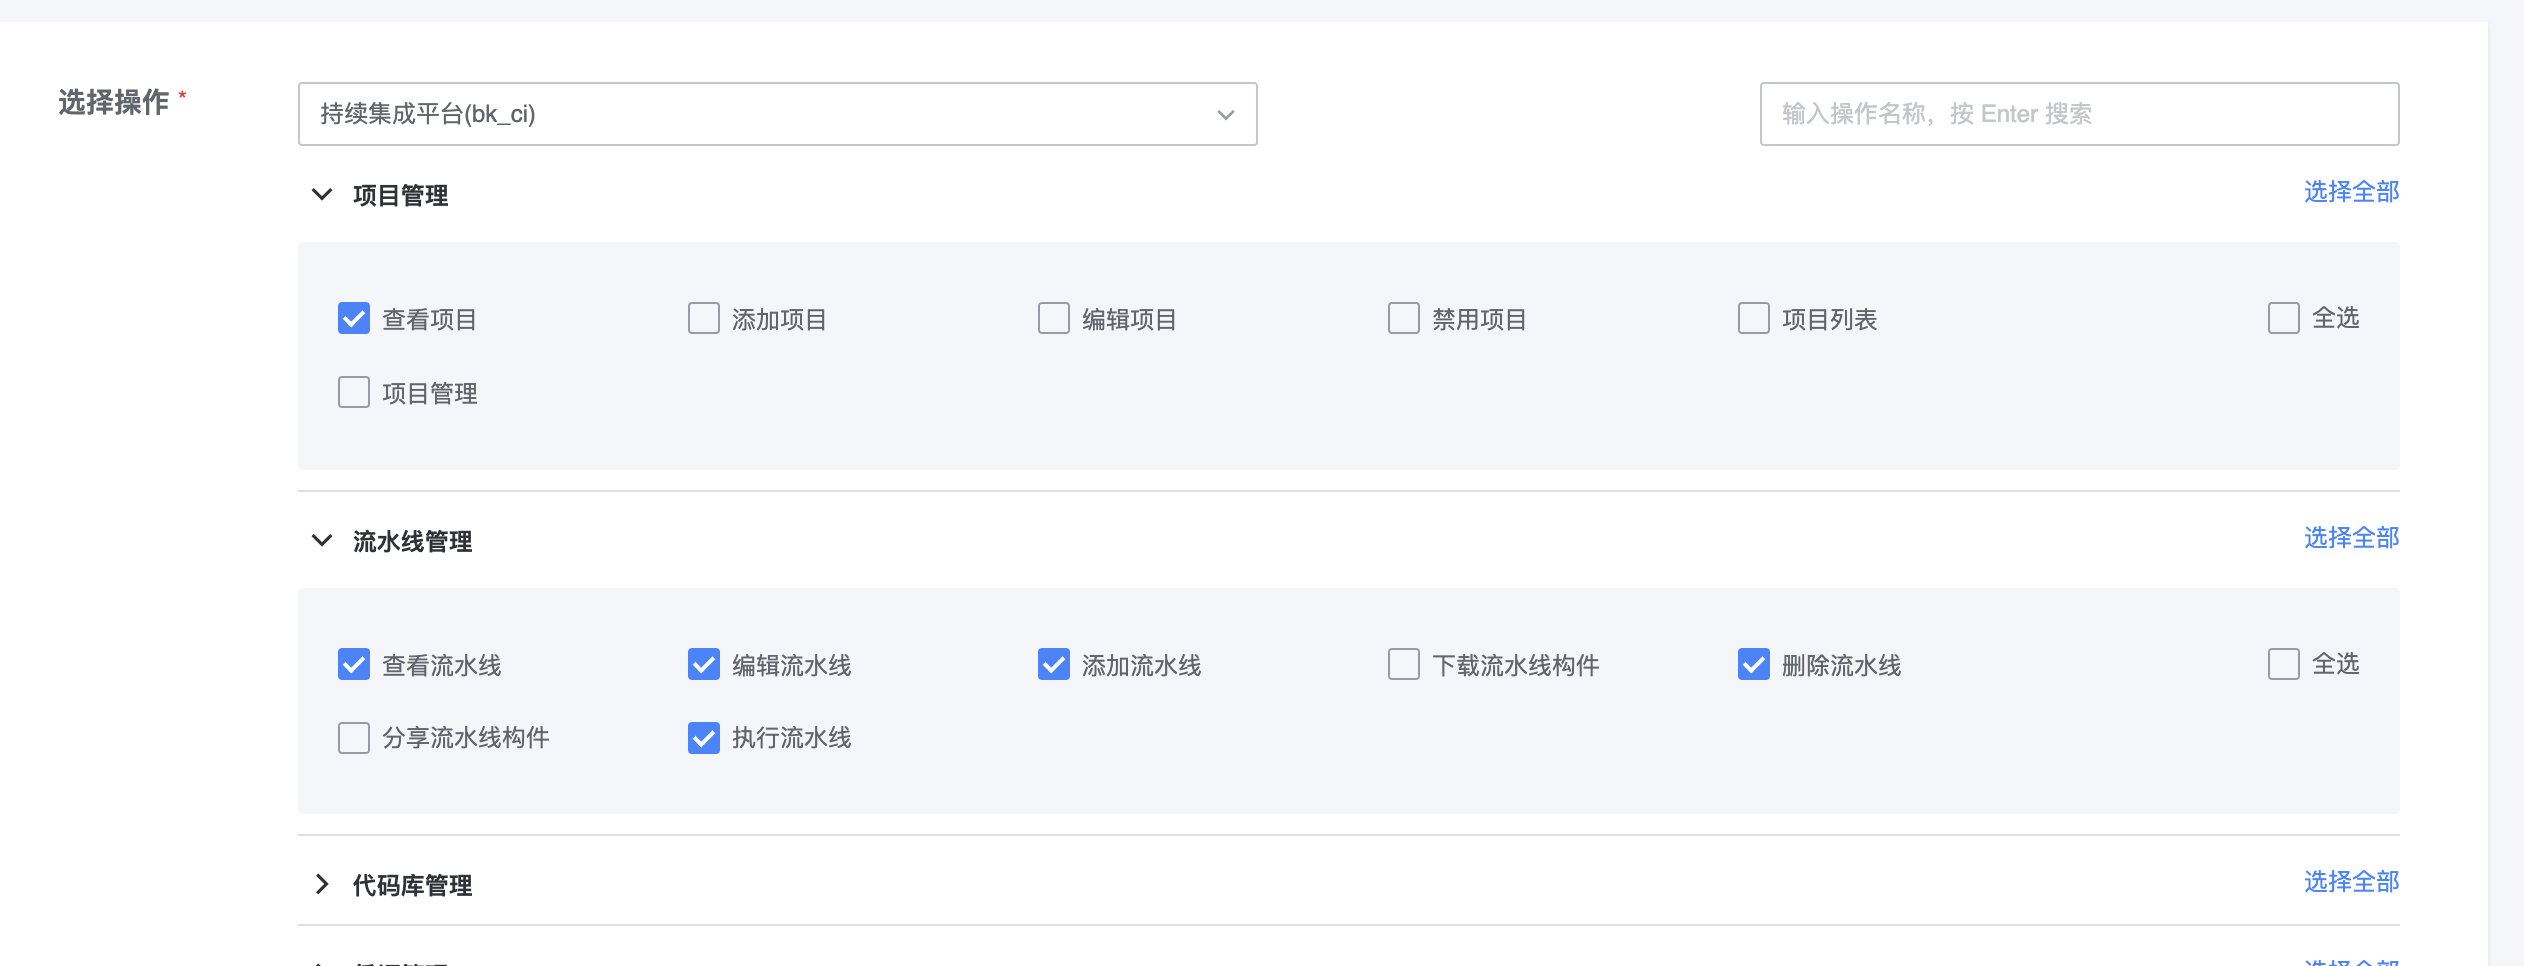 选择操作 *
持续集成平台(bk_ci)
输入操作名称，按 Enter 搜索
项目管理
选择全部
查看项目
添加项目
编辑项目
禁用项目
项目列表
全选
项目管理
流水线管理
选择全部
查看流水线
编辑流水线
添加流水线
下载流水线构件
删除流水线
全选
分享流水线构件
执行流水线
代码库管理
选择全部
选择全部